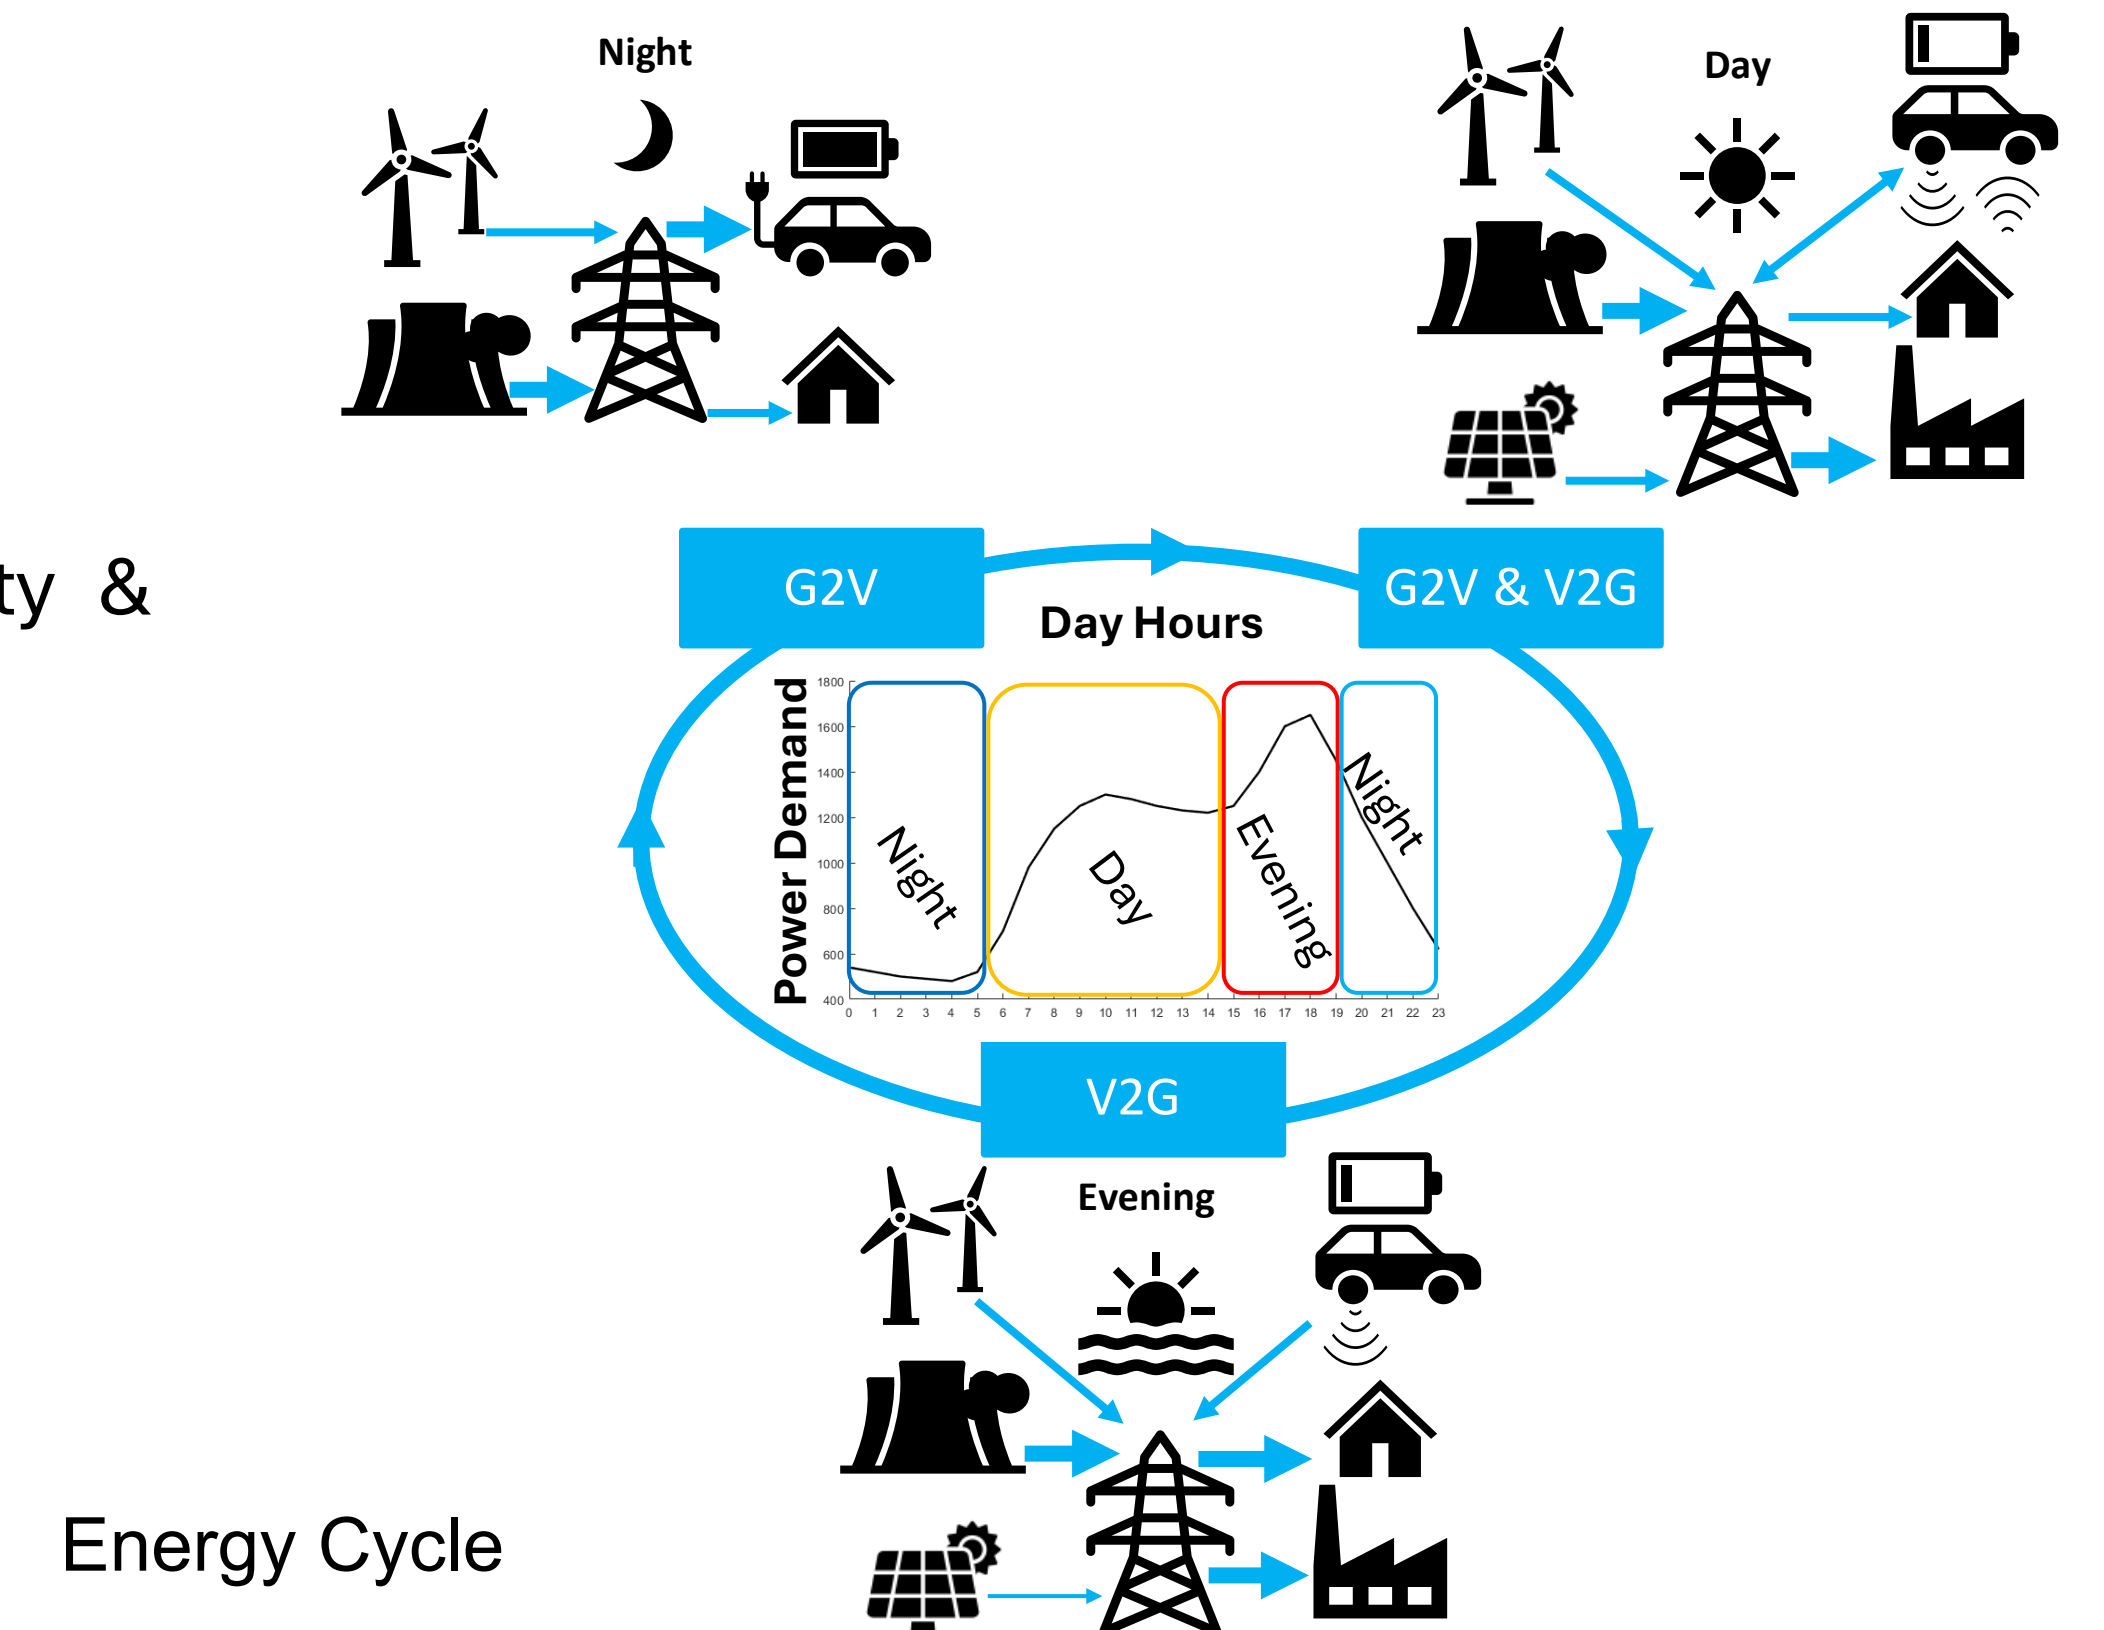 Night
Day
ty &
G2V
G2V & V2G
Day Hours
Power Demand
1800
1600
1400
1200
1000
800
600
400
Night
Day
Evening
Night
0 1 2 3 4 5 6 7 8 9 10 11 12 13 14 15 16 17 18 19 20 21 22 23
V2G
Evening
Energy Cycle